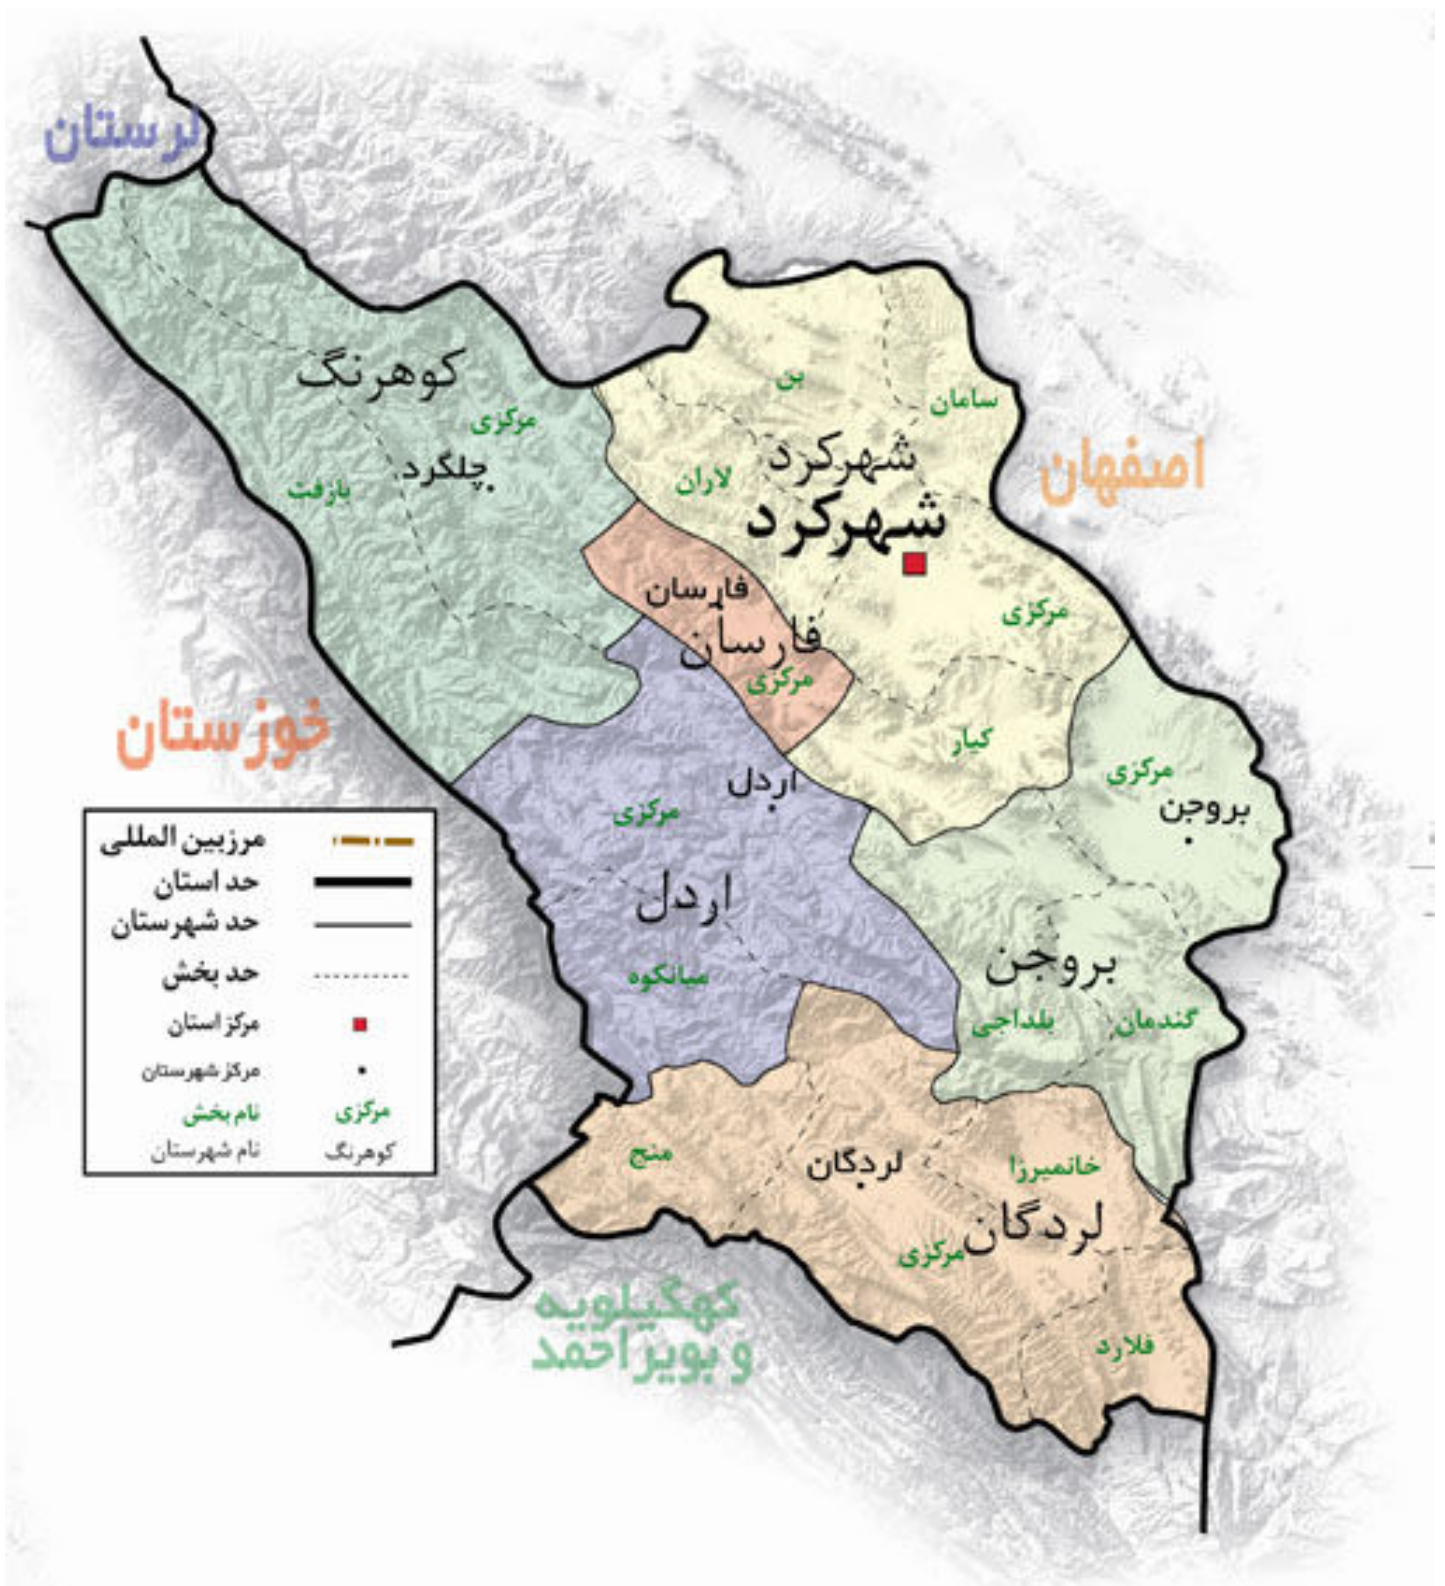 لرستان
کوهرنگ
مرکزی
چلگرد
بازفت
بن
سامان
شهرکرد
لاران
شهرکرد
اصفهان
فارسان
فارسان
مرکزی
مرکزی
کیار
خوزستان
اردل
مرکزی
اردل
میانکوه
مرکزی
بروجن
بروجن
بلداجی
گندمان
منج
لردگان
خانمیرزا
لردگان
مرکزی
فلارد
کهگیلویه
و بویراحمد
مرزبین المللی
حد استان
حد شهرستان
حد بخش
مرکز استان
مرکز شهرستان
مرکزی نام بخش
کوهرنگ نام شهرستان